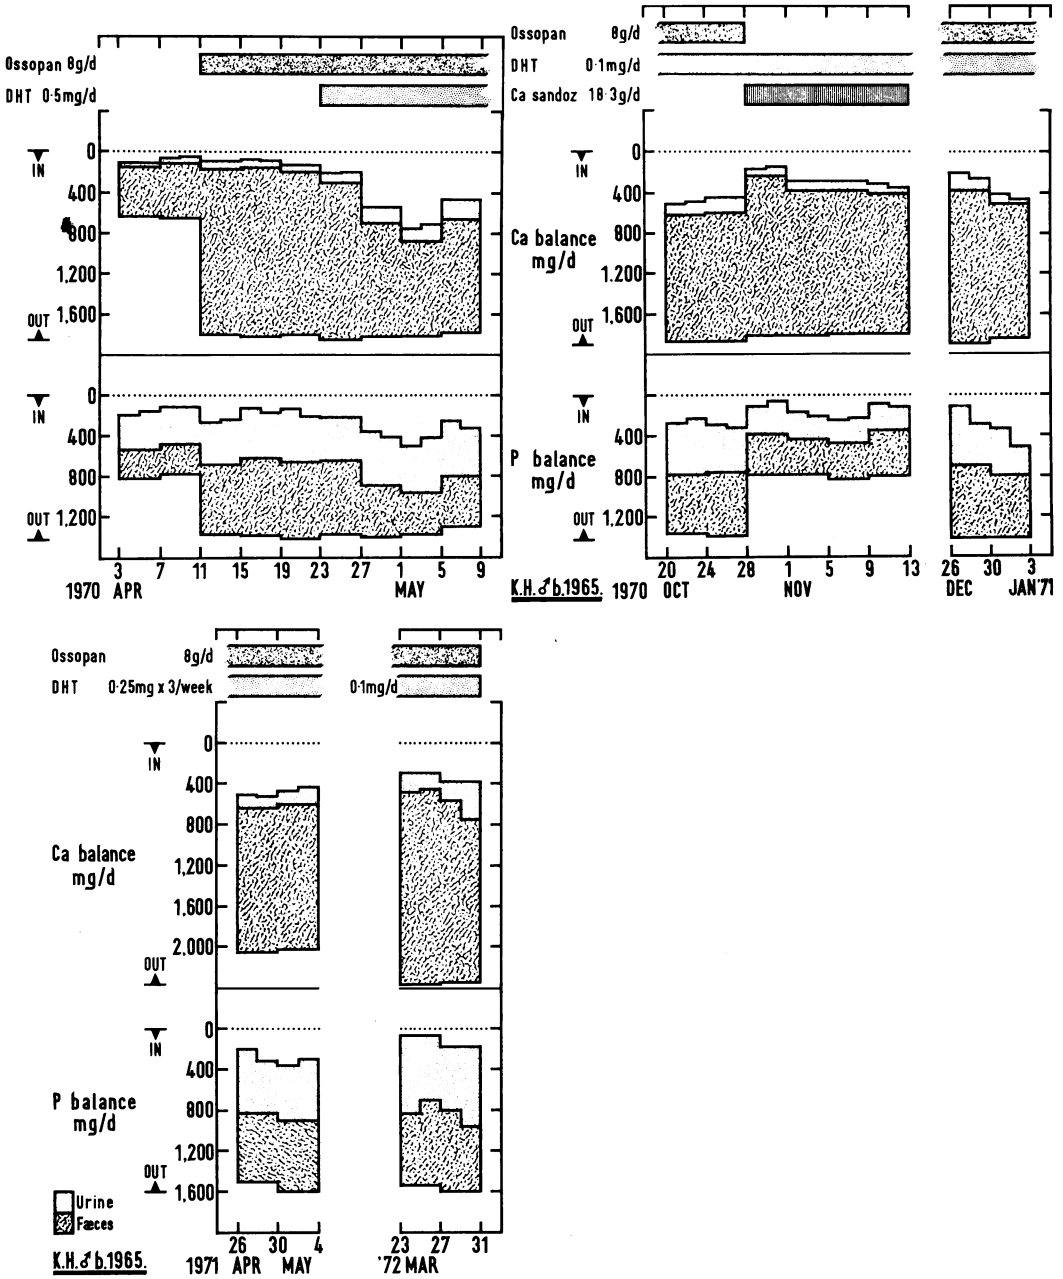 Ossopan 8g/d
DHT 0·5mg/d
0
IN
400
800
1,200
1,600
OUT
0
IN
400
800
1,200
OUT
3 7 11 15 19 23 27 1 5 9
1970 APR MAY
Ossopan 8g/d
DHT 0·1mg/d
Ca sandoz 18·3g/d
0
IN
400
Ca balance
mg/d
800
1,200
1,600
OUT
0
IN
400
P balance
mg/d
800
1,200
OUT
20 24 28 1 5 9 13 26 30 3
K.H.♂b.1965. 1970 OCT NOV DEC JAN'71
Ossopan 8g/d
DHT 0·25mg x 3/week 0·1mg/d
0
IN
400
800
Ca balance
mg/d
1,200
1,600
2,000
OUT
0
IN
400
800
P balance
mg/d
1,200
OUT
1,600
Urine
Fæces
26 30 4 23 27 31
K.H.♂b.1965. 1971 APR MAY '72 MAR